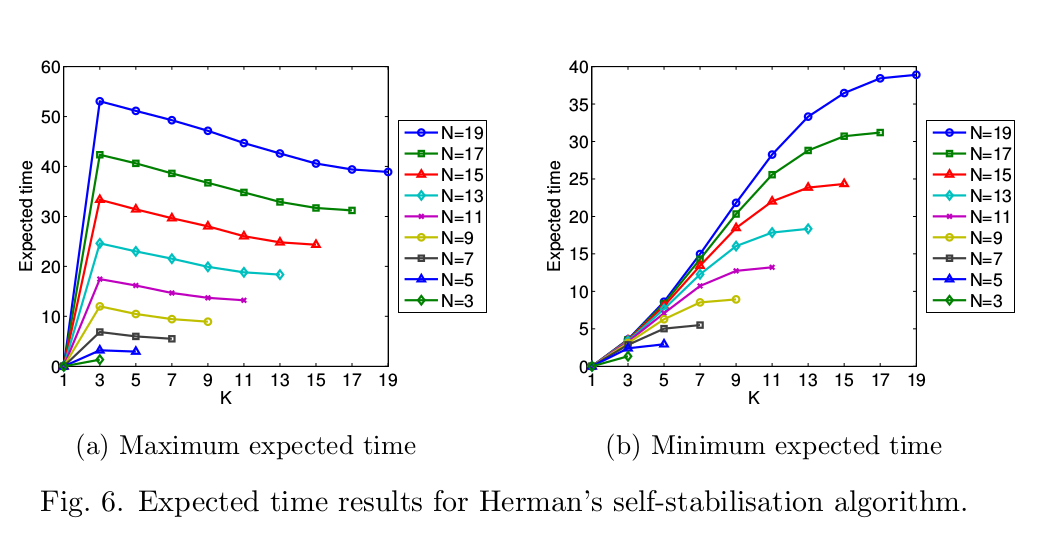 60
50
40
30
20
10
0
1 3 5 7 9 11 13 15 17 19
K
Expected time
N=19
N=17
N=15
N=13
N=11
N=9
N=7
N=5
N=3
(a) Maximum expected time
40
35
30
25
20
15
10
5
0
1 3 5 7 9 11 13 15 17 19
K
Expected time
N=19
N=17
N=15
N=13
N=11
N=9
N=7
N=5
N=3
(b) Minimum expected time
Fig. 6. Expected time results for Herman's self-stabilisation algorithm.